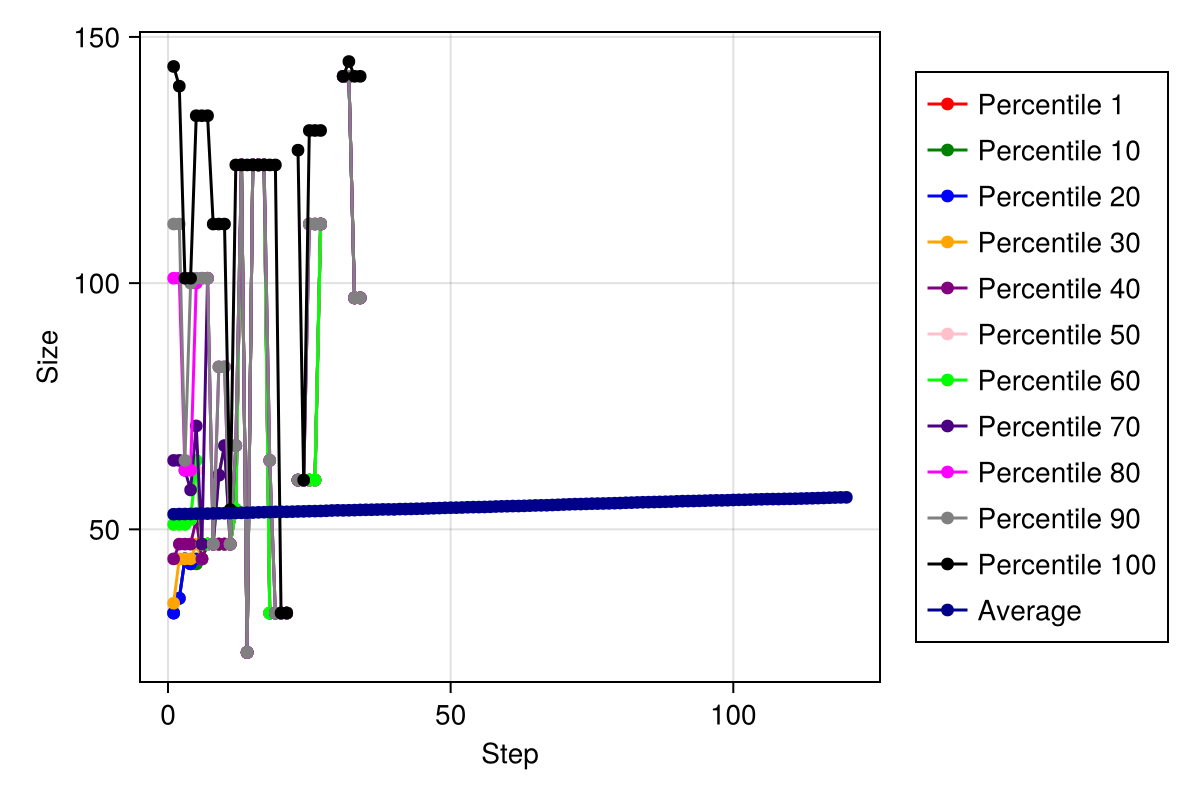 150
100
50
Size
0
50
100
Step
Percentile 1
Percentile 10
Percentile 20
Percentile 30
Percentile 40
Percentile 50
Percentile 60
Percentile 70
Percentile 80
Percentile 90
Percentile 100
Average